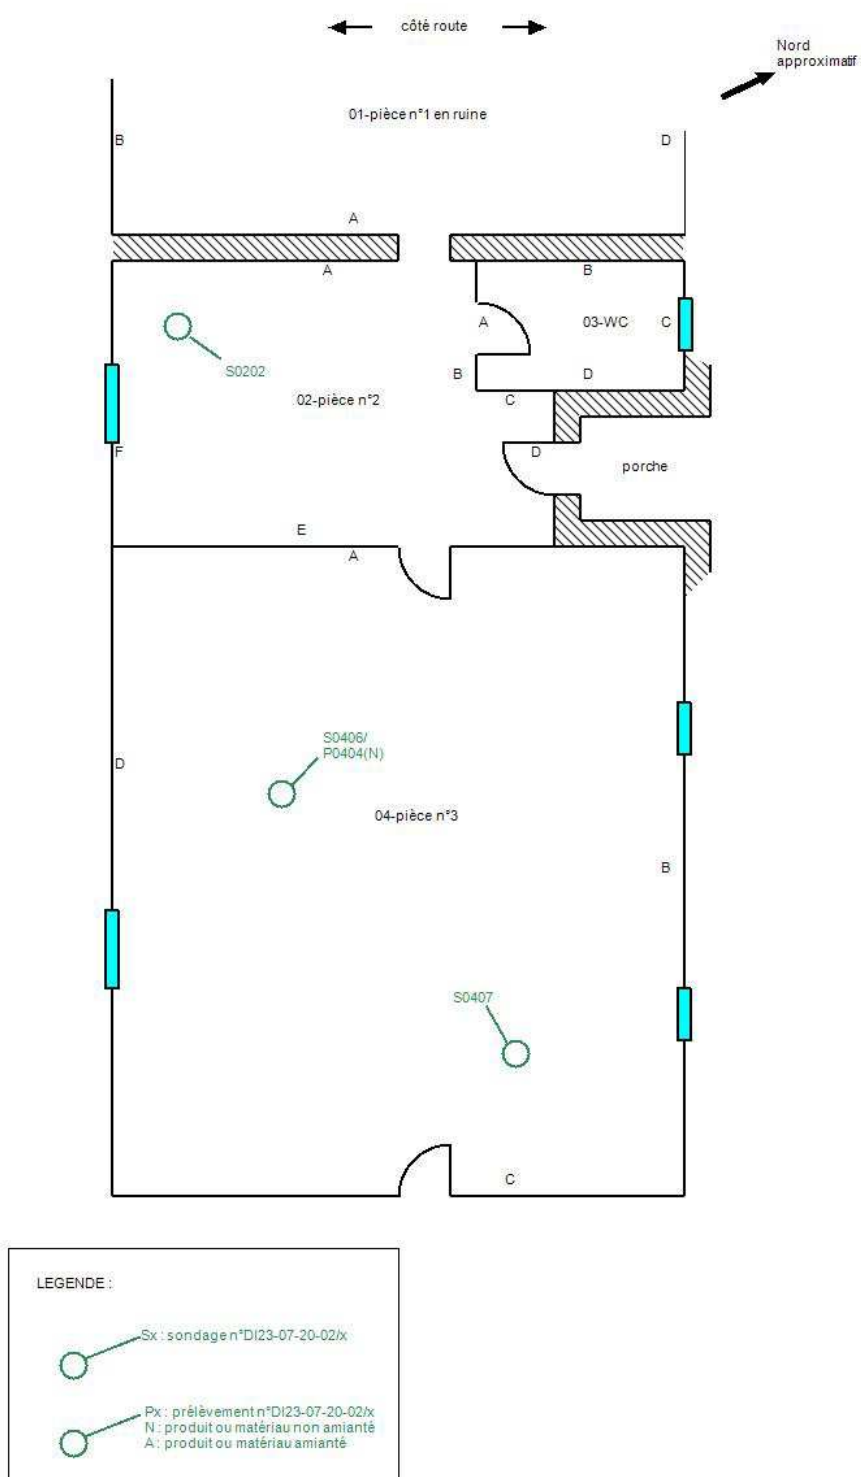 côté route
Nord
approximatif
01-pièce n°1 en ruine
B
D
A
A
B
A
03-WC
C
S0202
B
D
02-pièce n°2
C
F
D
porche
E
A
S0406/
P0404(N)
D
04-pièce n°3
B
S0407
C
LEGENDE :
Sx : sondage n°DI23-07-20-02/x
Px : prélèvement n°DI23-07-20-02/x
N : produit ou matériau non amianté
A : produit ou matériau amianté